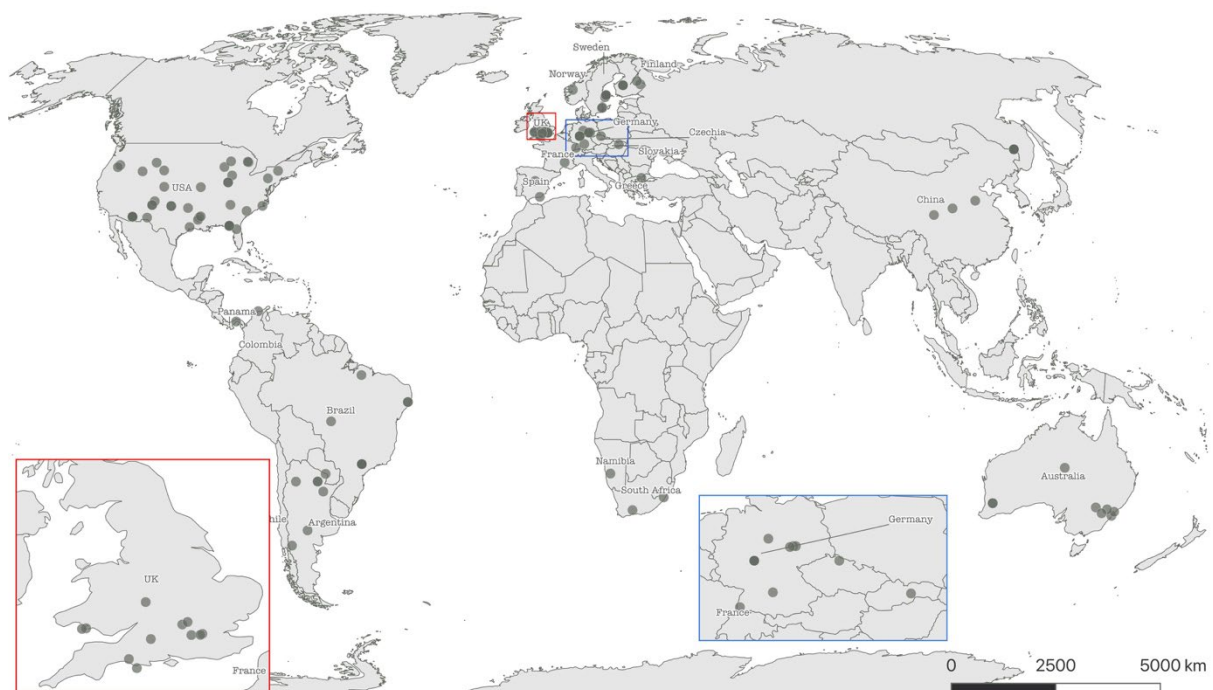 Sweden
Finland
Norway
UK
Germany
Czechia
France
Slovakia
Spain
Greece
USA
China
Panama
Colombia
Brazil
Namibia
South Africa
Australia
hile
Argentina
UK
France
Germany
France
0 2500 5000 km